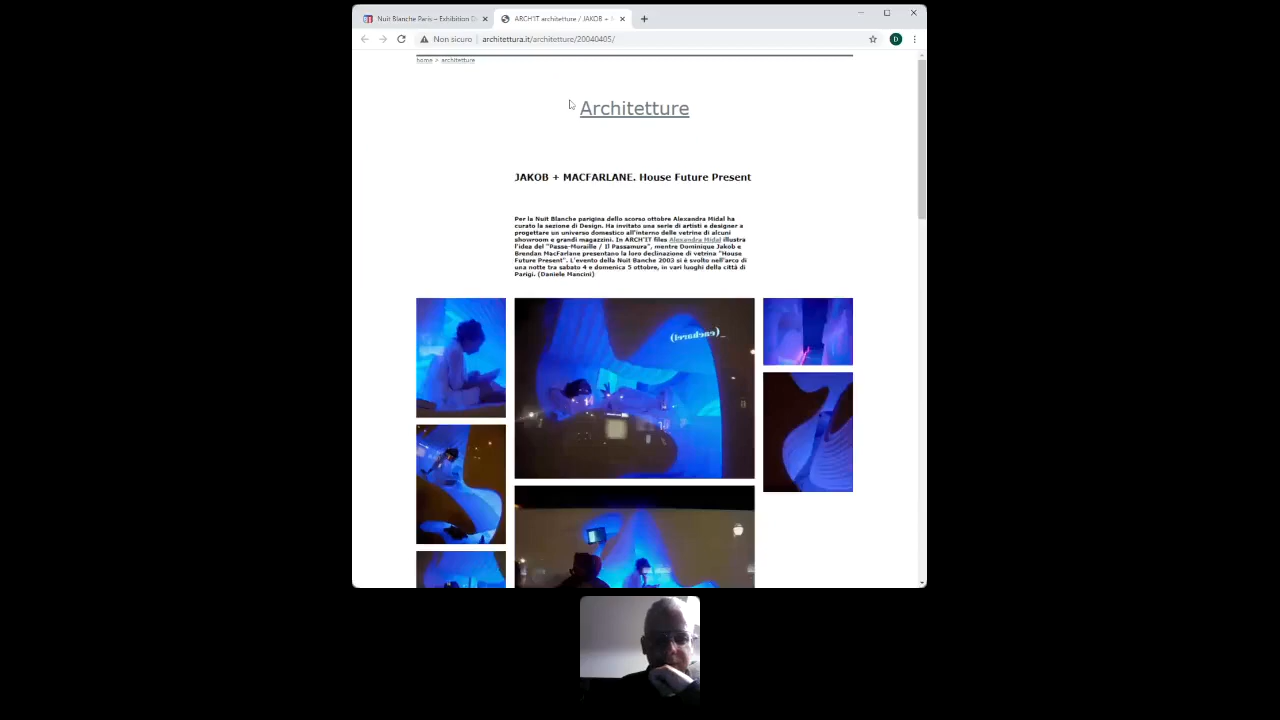 Nuit Blanche Paris – Exhibition D
ARCH'IT architetture / JAKOB +
Non sicuro
architettura.it/architetture/20040405/
D
home > architetture
Architetture
JAKOB + MACFARLANE. House Future Present
Per la Nuit Blanche parigina dello scorso ottobre Alexandra Midal ha
curato la sezione di Design. Ha invitato una serie di artisti e designer a
progettare un universo domestico all'interno delle vetrine di alcuni
showroom e grandi magazzini. In ARCH'IT files Alexandra Midal illustra
l'idea del "Passe-Muraille / Il Passamura", mentre Dominique Jakob e
Brendan MacFarlane presentano la loro declinazione di vetrina "House
Future Present". L'evento della Nuit Banche 2003 si è svolto nell'arco di
una notte tra sabato 4 e domenica 5 ottobre, in vari luoghi della città di
Parigi. (Daniele Mancini)
(cacharel)